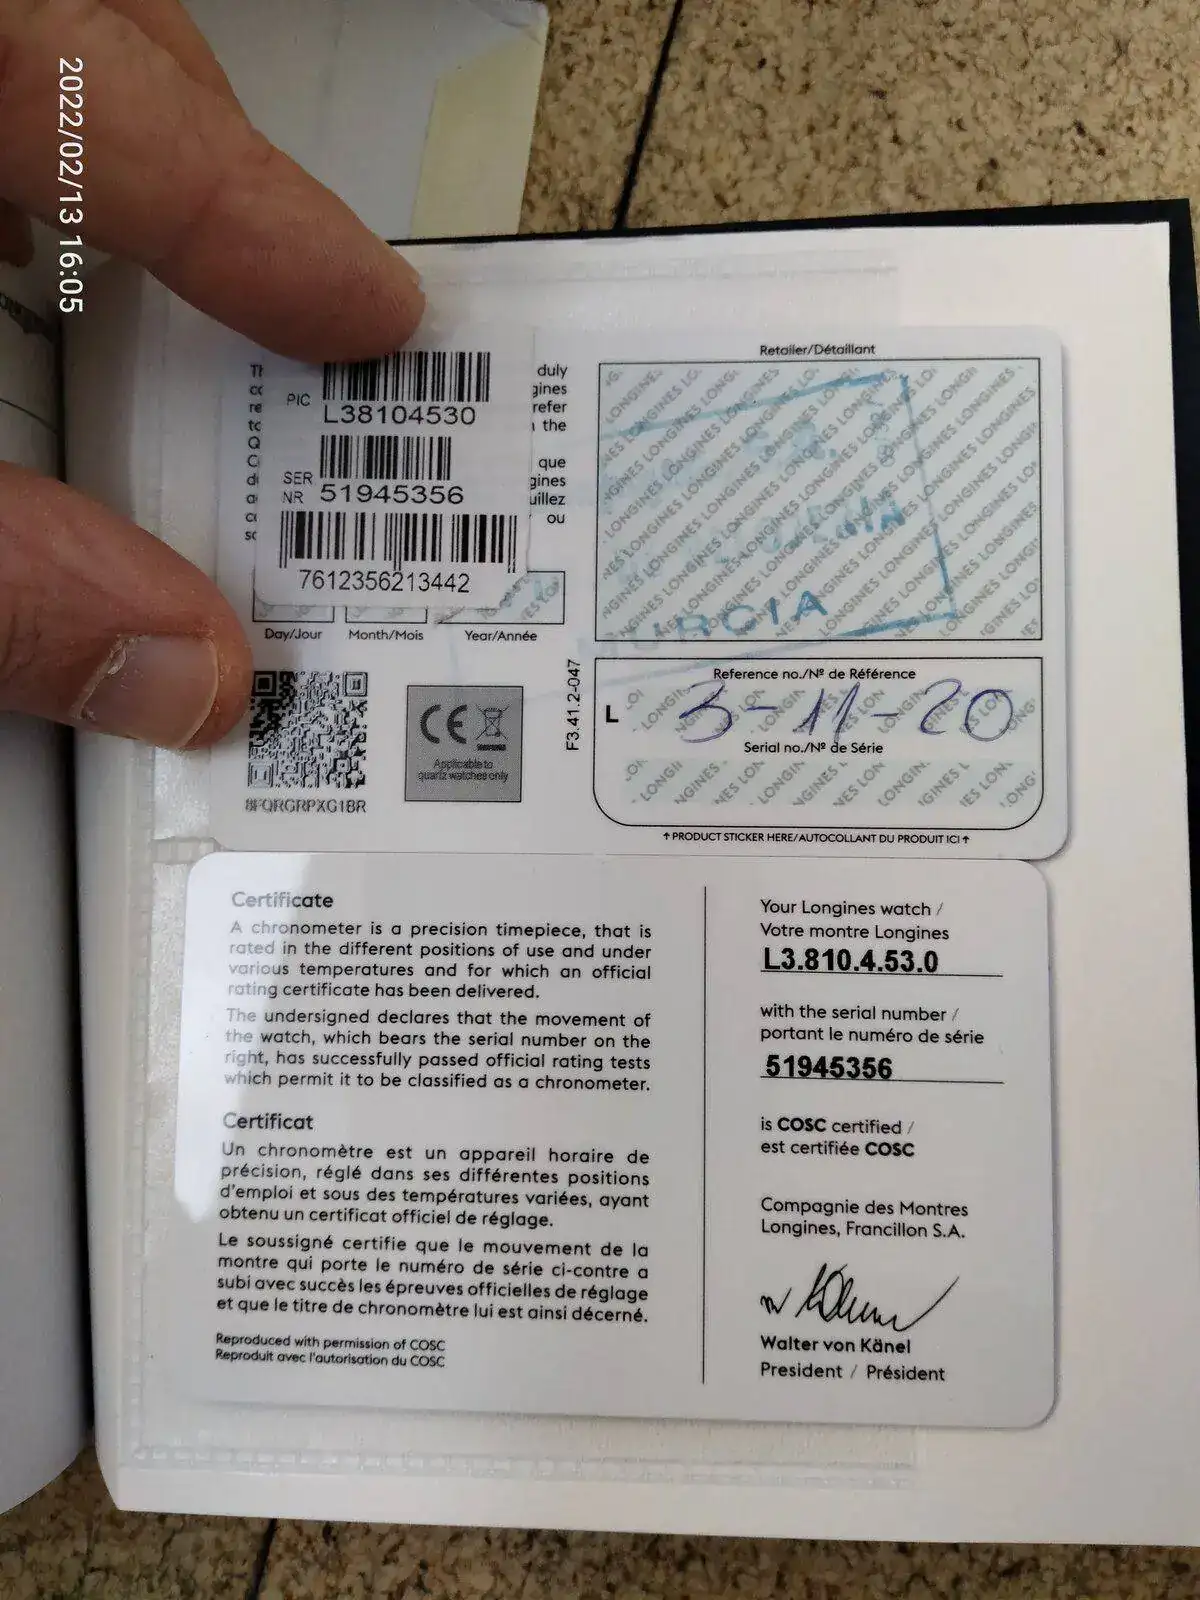 2022/02/13 16:05
PIC
L38104530
SER
NR 51945356
7612356213442
duly
refer
the
que
ou
Day/Jour
Month/Mois
Year/Année
8FQRGRPXG1BR
CE
Applicable to
quartz watches only
F3.41.2-047
Retailer/Détaillant
LONGINES
Reference no./Nº de Référence
L 3-11-20
Serial no./Nº de Série
↑ PRODUCT STICKER HERE/AUTOCOLLANT DU PRODUIT ICI ↑
Certificate
A chronometer is a precision timepiece, that is
rated in the different positions of use and under
various temperatures and for which an official
rating certificate has been delivered.
The undersigned declares that the movement of
the watch, which bears the serial number on the
right, has successfully passed official rating tests
which permit it to be classified as a chronometer.
Certificat
Un chronomètre est un appareil horaire de
précision, réglé dans ses différentes positions
d'emploi et sous des températures variées, ayant
obtenu un certificat officiel de réglage.
Le soussigné certifie que le mouvement de la
montre qui porte le numéro de série ci-contre a
subi avec succès les épreuves officielles de réglage
et que le titre de chronomètre lui est ainsi décerné.
Reproduced with permission of COSC
Reproduit avec l'autorisation du COSC
Your Longines watch /
Votre montre Longines
L3.810.4.53.0
with the serial number /
portant le numéro de série
51945356
is COSC certified /
est certifiée COSC
Compagnie des Montres
Longines, Francillon S.A.
Walter von Känel
President / Président